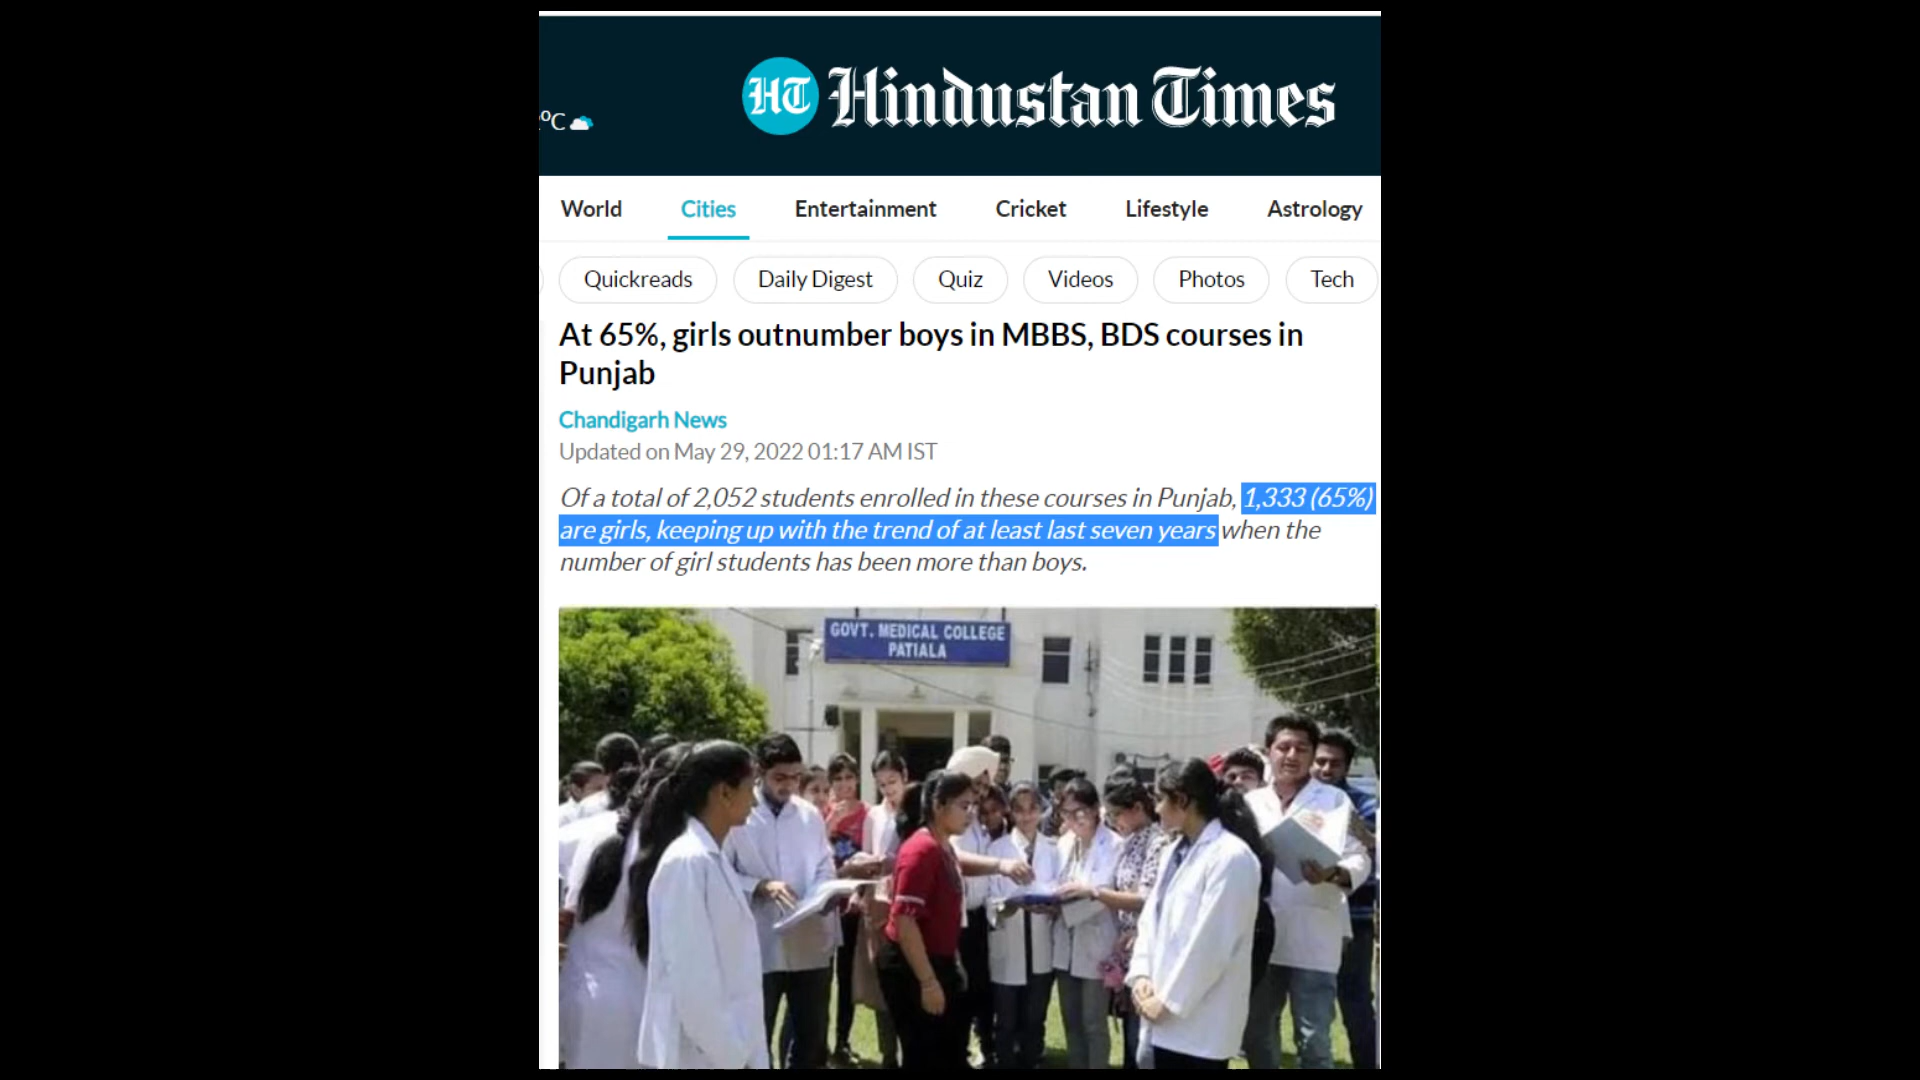 °C
HT Hindustan Times
World Cities Entertainment Cricket Lifestyle Astrology
Quickreads Daily Digest Quiz Videos Photos Tech
At 65%, girls outnumber boys in MBBS, BDS courses in
Punjab
Chandigarh News
Updated on May 29, 2022 01:17 AM IST
Of a total of 2,052 students enrolled in these courses in Punjab, 1,333 (65%)
are girls, keeping up with the trend of at least last seven years when the
number of girl students has been more than boys.
GOVT. MEDICAL COLLEGE
PATIALA